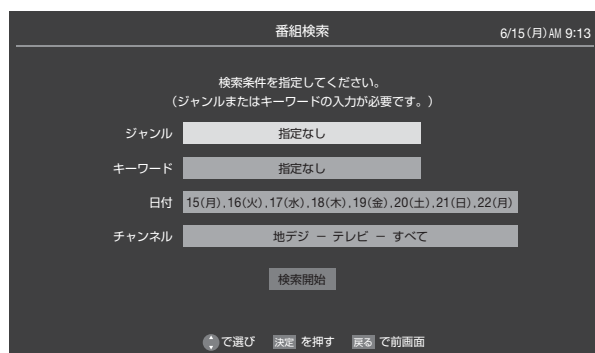 番組検索 6/15(月)AM 9:13
検索条件を指定してください。
(ジャンルまたはキーワードの入力が必要です。)
ジャンル 指定なし
キーワード 指定なし
日付 15(月),16(火),17(水),18(木),19(金),20(土),21(日),22(月)
チャンネル 地デジ － テレビ － すべて
検索開始
で選び 決定 を押す 戻る で前画面